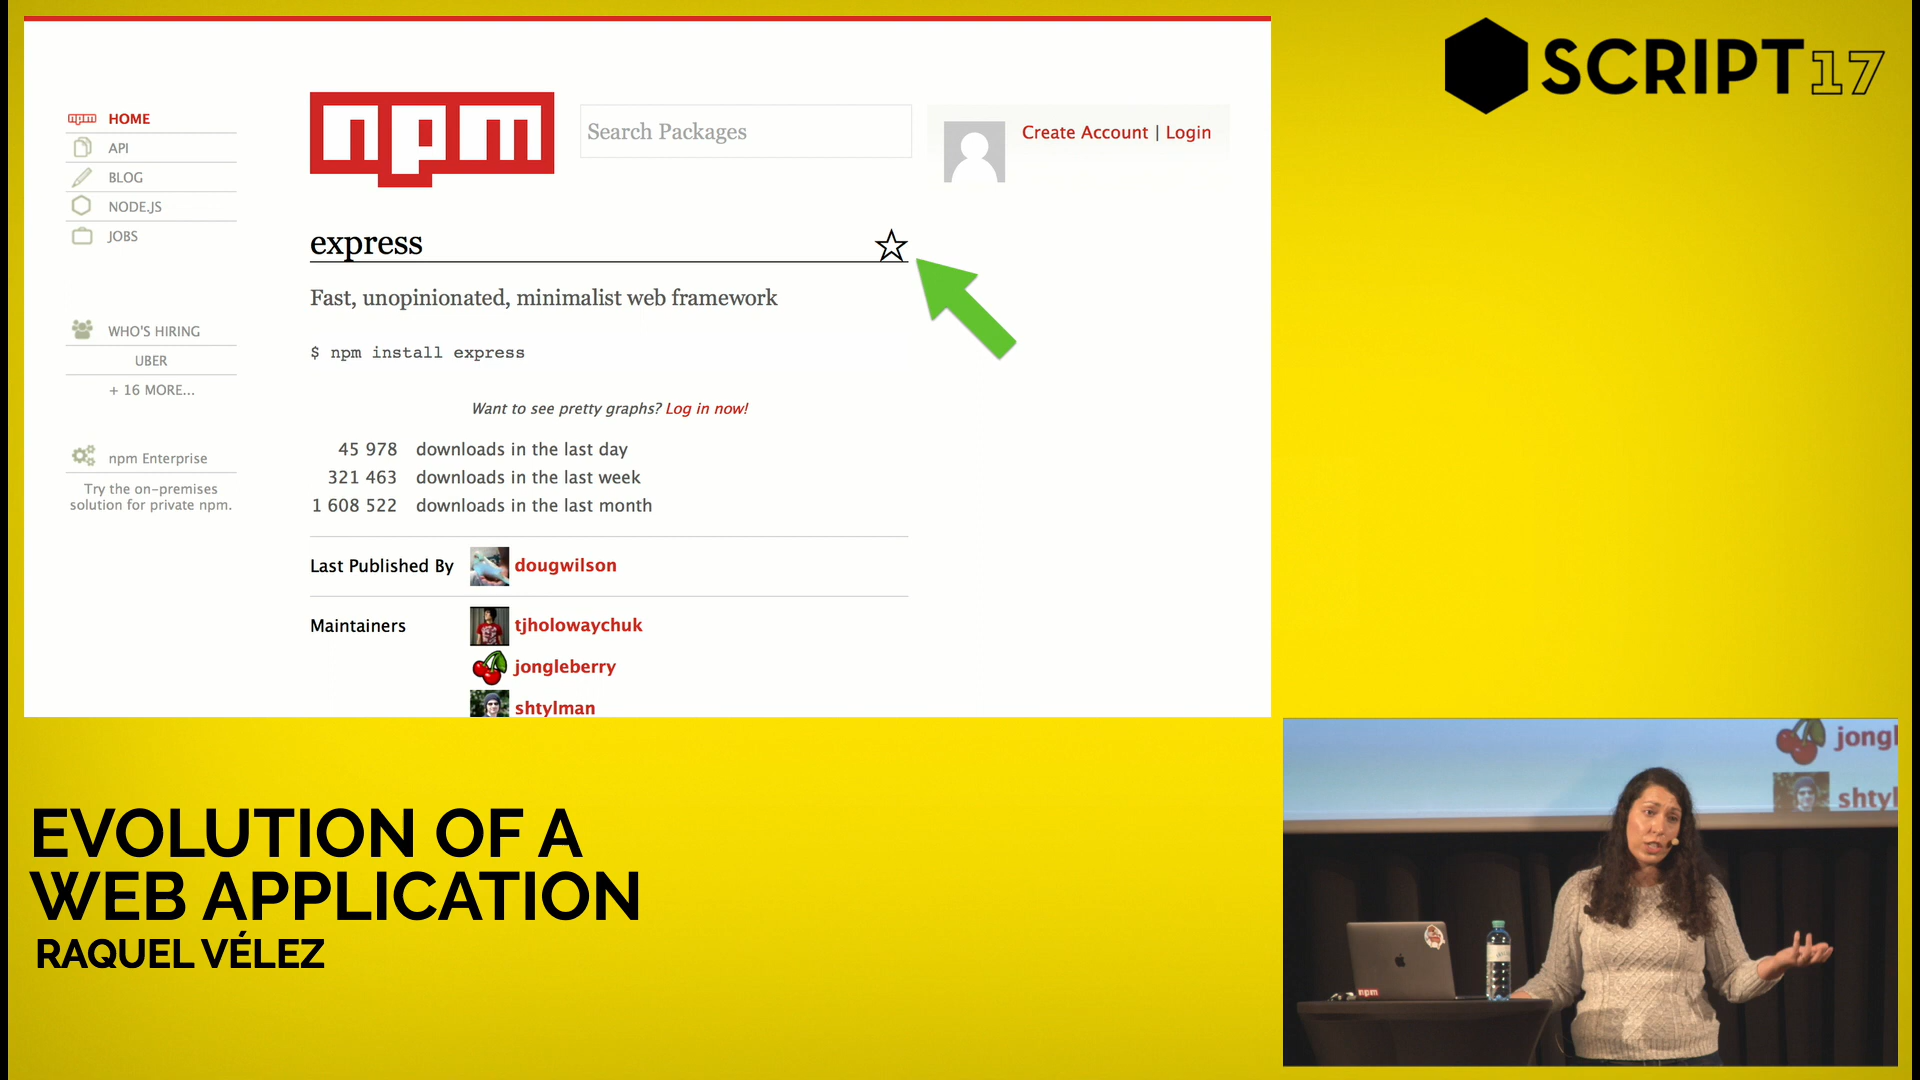 SCRIPT17
npm HOME
API
BLOG
NODE.JS
JOBS
WHO'S HIRING
UBER
+ 16 MORE...
npm Enterprise
Try the on-premises
solution for private npm.
npm
Search Packages
Create Account | Login
express
Fast, unopinionated, minimalist web framework
$ npm install express
Want to see pretty graphs? Log in now!
45 978 downloads in the last day
321 463 downloads in the last week
1 608 522 downloads in the last month
Last Published By dougwilson
Maintainers tjholowaychuk
jongleberry
shtylman
EVOLUTION OF A
WEB APPLICATION
RAQUEL VÉLEZ
jongl
shtyl
npm